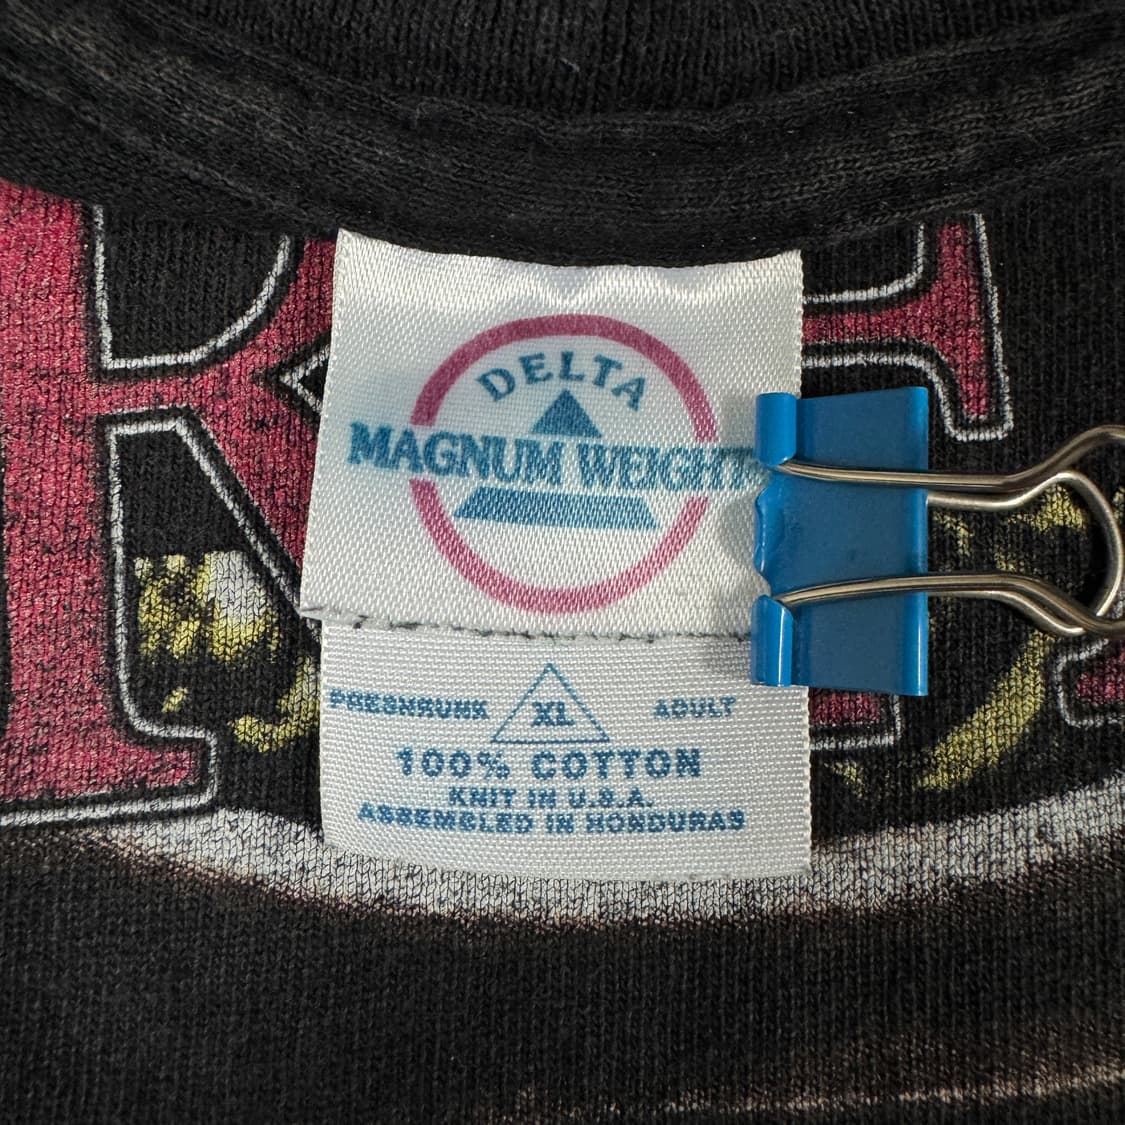 DELTA
MAGNUM WEIGHT
PRESHRUNK XL ADULT
100% COTTON
KNIT IN U.S.A.
ASSEMBLED IN HONDURAS